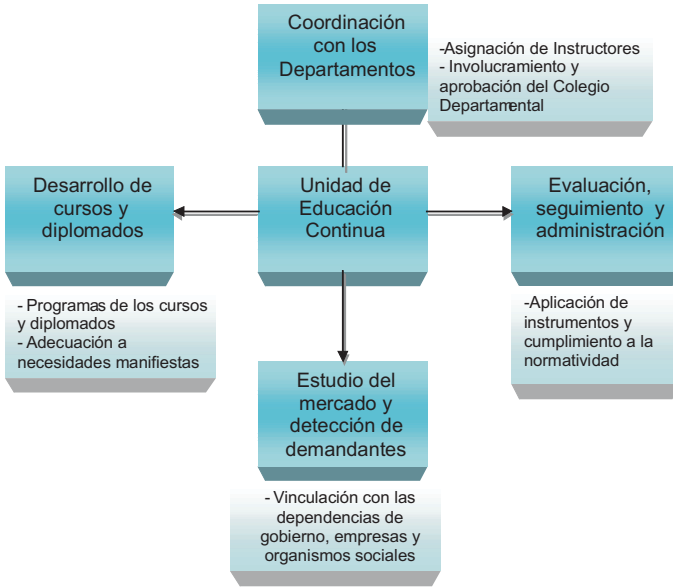 Coordinación
con los
Departamentos
-Asignación de Instructores
- Involucramiento y
aprobación del Colegio
Departamental
Desarrollo de
cursos y
diplomados
Unidad de
Educación
Continua
Evaluación,
seguimiento y
administración
- Programas de los cursos
y diplomados
- Adecuación a
necesidades manifiestas
-Aplicación de
instrumentos y
cumplimiento a la
normatividad
Estudio del
mercado y
detección de
demandantes
- Vinculación con las
dependencias de
gobierno, empresas y
organismos sociales